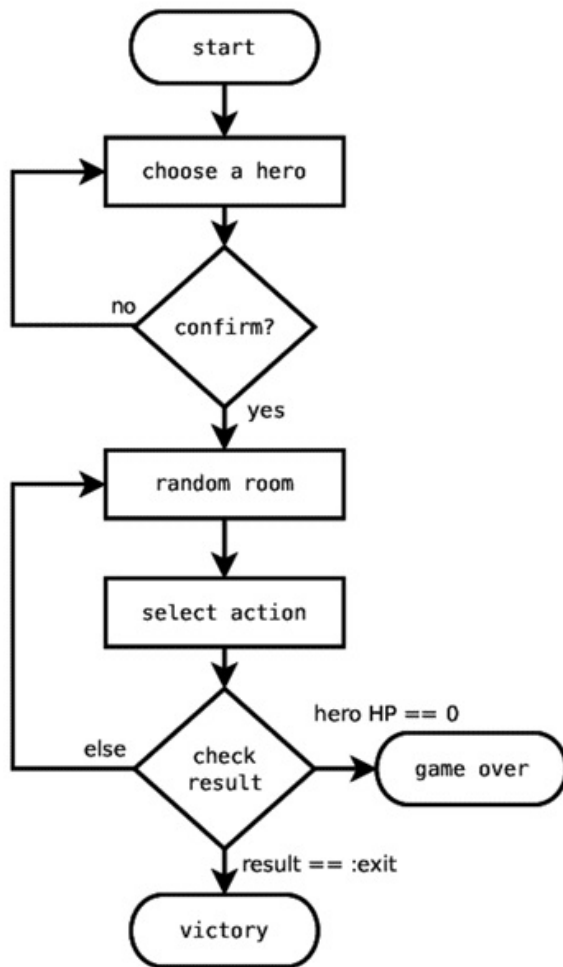 start
choose a hero
no
confirm?
yes
random room
select action
hero HP == 0
else
check
result
game over
result == :exit
victory